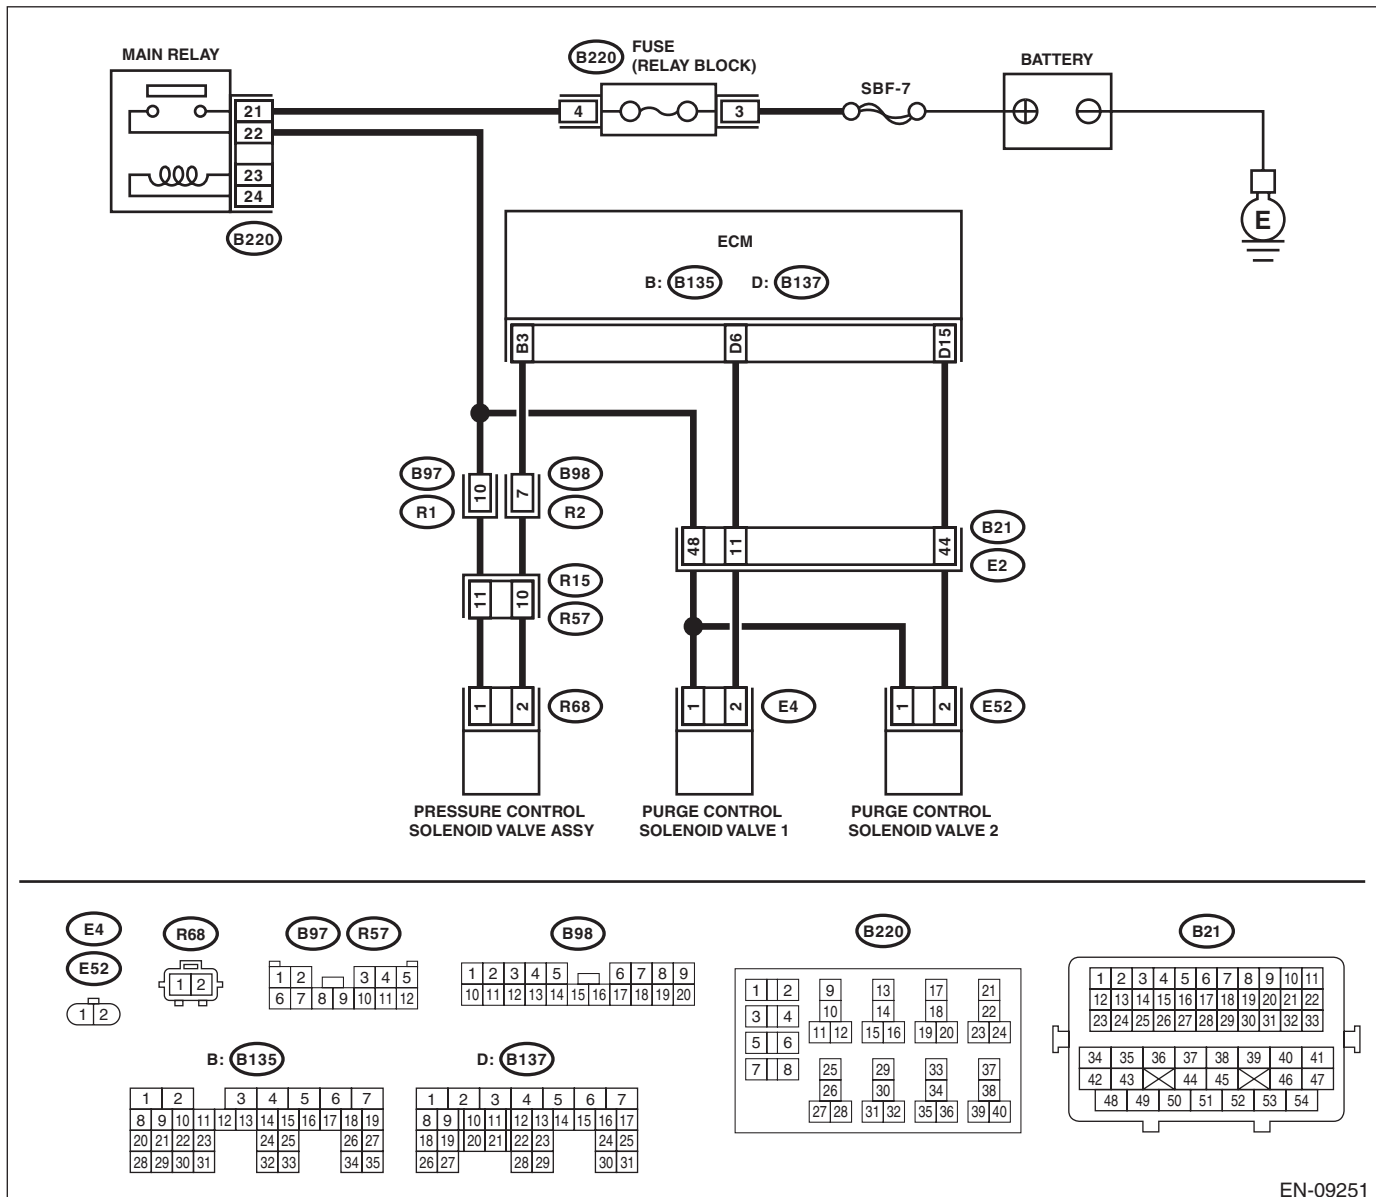 MAIN RELAY
B220
FUSE
(RELAY BLOCK)
SBF-7
BATTERY
21
22
23
24
B220
4
3
E
ECM
B: B135 D: B137
B3 D6 D15
B97
R1
10
7
B98
R2
48 11 44
B21
E2
11 10
R15
R57
1 2
R68
1 2
E4
1 2
E52
PRESSURE CONTROL
SOLENOID VALVE ASSY
PURGE CONTROL
SOLENOID VALVE 1
PURGE CONTROL
SOLENOID VALVE 2
E4
E52
1 2
R68
1 2
B97 R57
1 2 3 4 5
6 7 8 9 10 11 12
B98
1 2 3 4 5 6 7 8 9
10 11 12 13 14 15 16 17 18 19 20
B220
1 2 9 13 17 21
3 4 10 14 18 22
11 12 15 16 19 20 23 24
5 6
7 8 25 29 33 37
26 30 34 38
27 28 31 32 35 36 39 40
B21
1 2 3 4 5 6 7 8 9 10 11
12 13 14 15 16 17 18 19 20 21 22
23 24 25 26 27 28 29 30 31 32 33
34 35 36 37 38 39 40 41
42 43 44 45 46 47
48 49 50 51 52 53 54
B: B135
1 2 3 4 5 6 7
8 9 10 11 12 13 14 15 16 17 18 19
20 21 22 23 24 25 26 27
28 29 30 31 32 33 34 35
D: B137
1 2 3 4 5 6 7
8 9 10 11 12 13 14 15 16 17
18 19 20 21 22 23 24 25
26 27 28 29 30 31
EN-09251